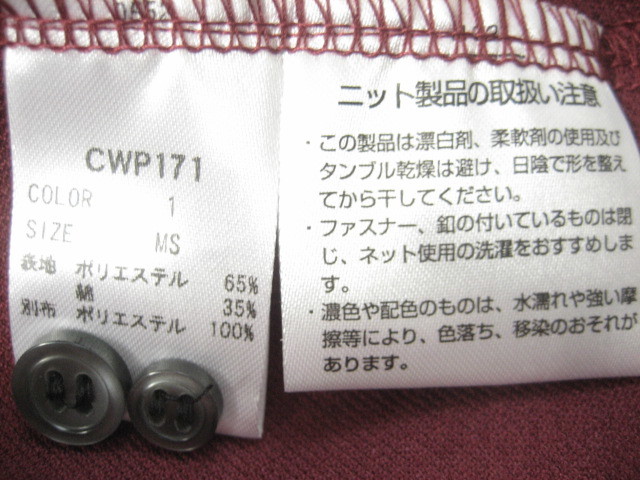 CWP171
COLOR 1
SIZE MS
表地 ポリエステル 65%
綿 35%
別布 ポリエステル 100%
ニット製品の取扱い注意
・この製品は漂白剤、柔軟剤の使用及び
タンブル乾燥は避け、日陰で形を整え
てから干してください。
・ファスナー、釦の付いているものは閉
じ、ネット使用の洗濯をおすすめしま
す。
・濃色や配色のものは、水濡れや強い摩
擦等により、色落ち、移染のおそれが
あります。